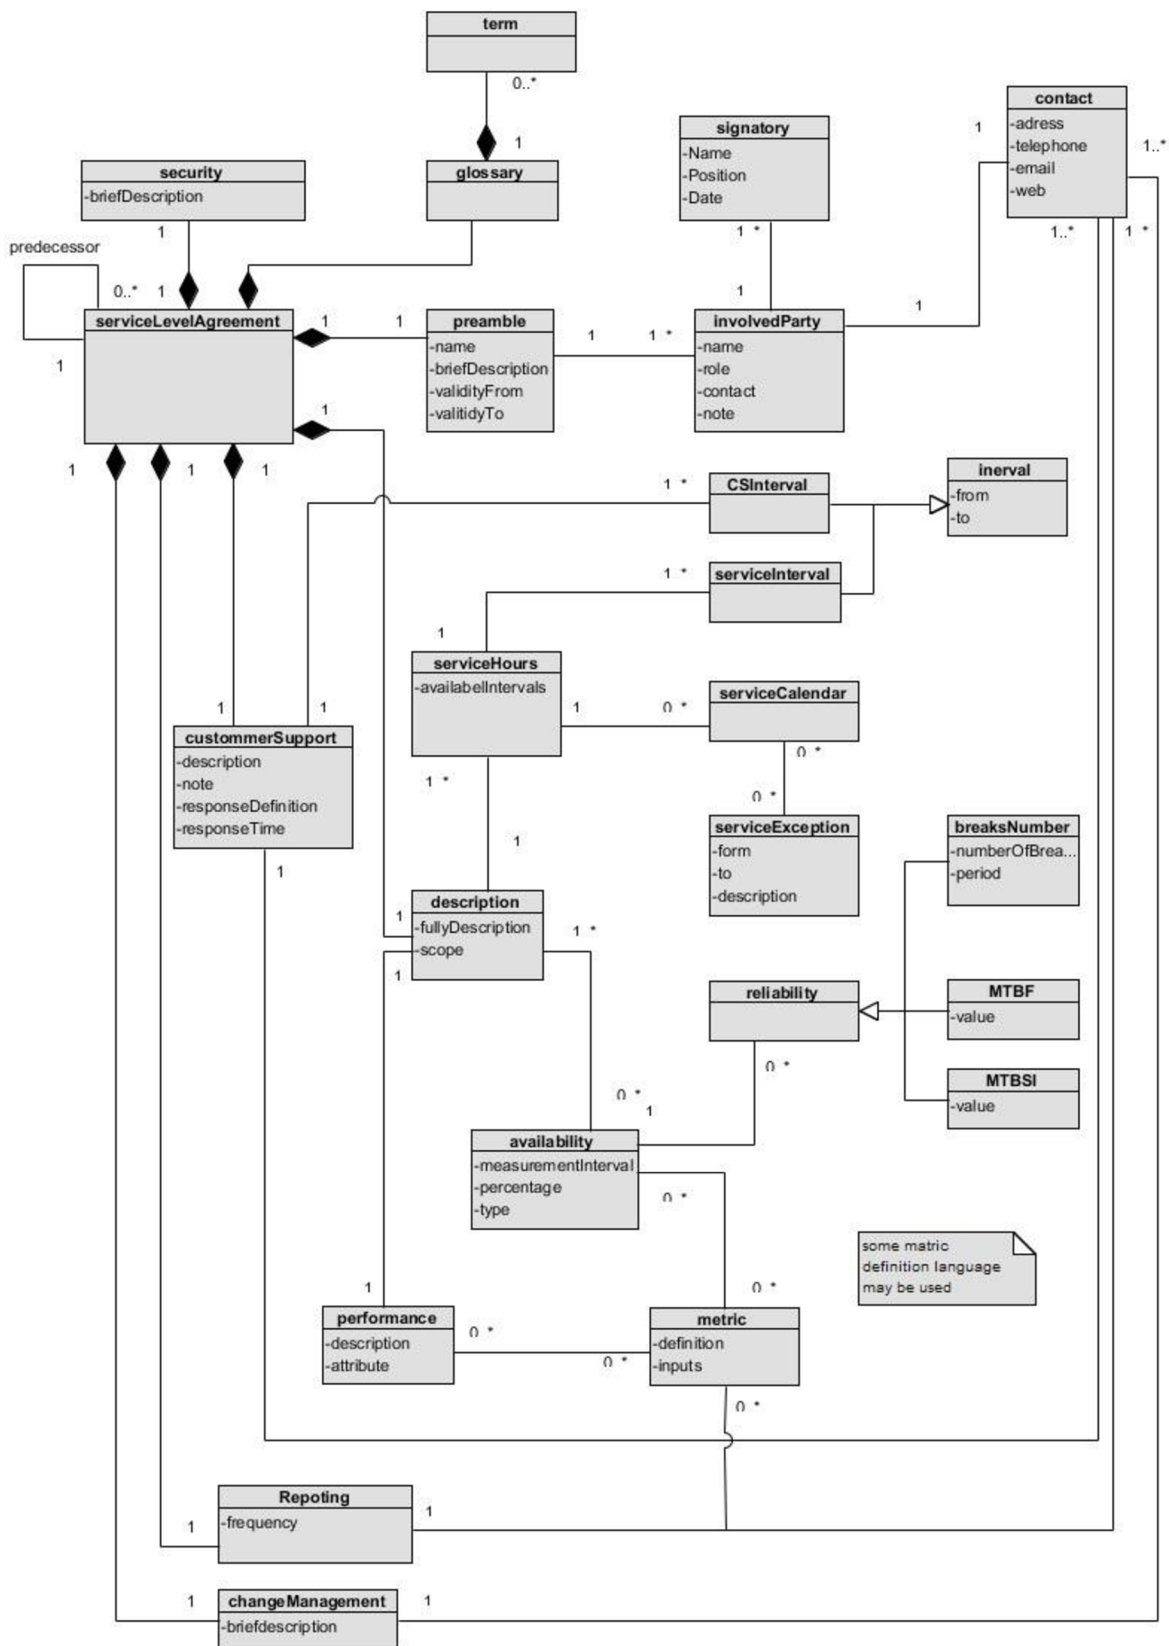 term
0..*
1
contact
-adress
-telephone
-email
-web
1
1..*
1..*
1 *
signatory
-Name
-Position
-Date
1 *
1
security
-briefDescription
1
1
glossary
predecessor
0..*
1
serviceLevelAgreement
1
1
preamble
-name
-briefDescription
-validityFrom
-valitidyTo
1
1 *
involvedParty
-name
-role
-contact
-note
1
1
1
1
1
CSInterval
1 *
inerval
-from
-to
serviceInterval
1 *
1
serviceHours
-availabelIntervals
1
0 *
serviceCalendar
0 *
1
1
custommerSupport
-description
-note
-responseDefinition
-responseTime
1
1 *
1
0 *
serviceException
-form
-to
-description
breaksNumber
-numberOfBrea...
-period
description
-fullyDescription
-scope
1
1
1 *
reliability
0 *
MTBF
-value
MTBSI
-value
0 *
1
availability
-measurementInterval
-percentage
-type
0 *
some matric
definition language
may be used
1
0 *
performance
-description
-attribute
0 *
0 *
metric
-definition
-inputs
0 *
Repoting
-frequency
1
1
changeManagement
-briefdescription
1
1